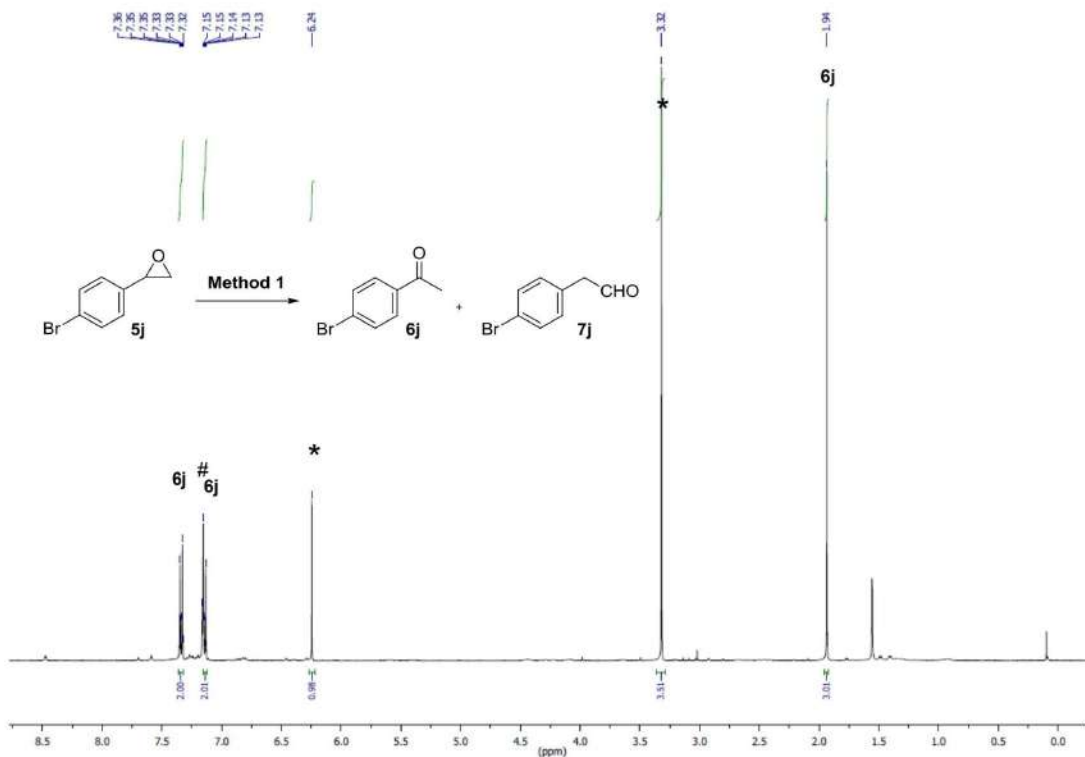 7.36
7.35
7.35
7.33
7.33
7.32
7.15
7.15
7.14
7.13
7.13
6.24
3.32
1.94
6j
*
O
Br
5j
Method 1
O
Br
6j
+
CHO
Br
7j
*
6j
#
6j
2.00
2.01
0.98
3.51
3.01
8.5 8.0 7.5 7.0 6.5 6.0 5.5 5.0 4.5 4.0 3.5 3.0 2.5 2.0 1.5 1.0 0.5 0.0
(ppm)